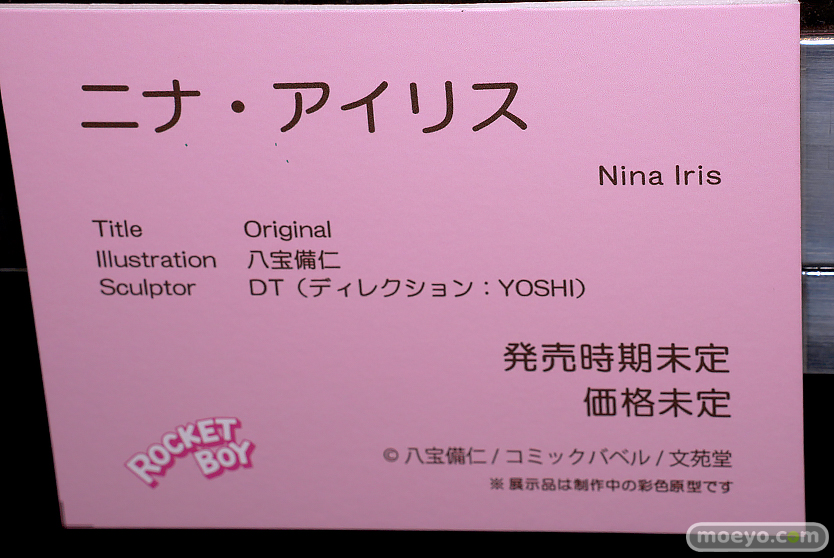 ニナ・アイリス
Nina Iris
Title Original
Illustration 八宝備仁
Sculptor DT（ディレクション：YOSHI）
発売時期未定
価格未定
ROCKET
BOY
© 八宝備仁 / コミックバベル / 文苑堂
※ 展示品は制作中の彩色原型です
moeyo.com